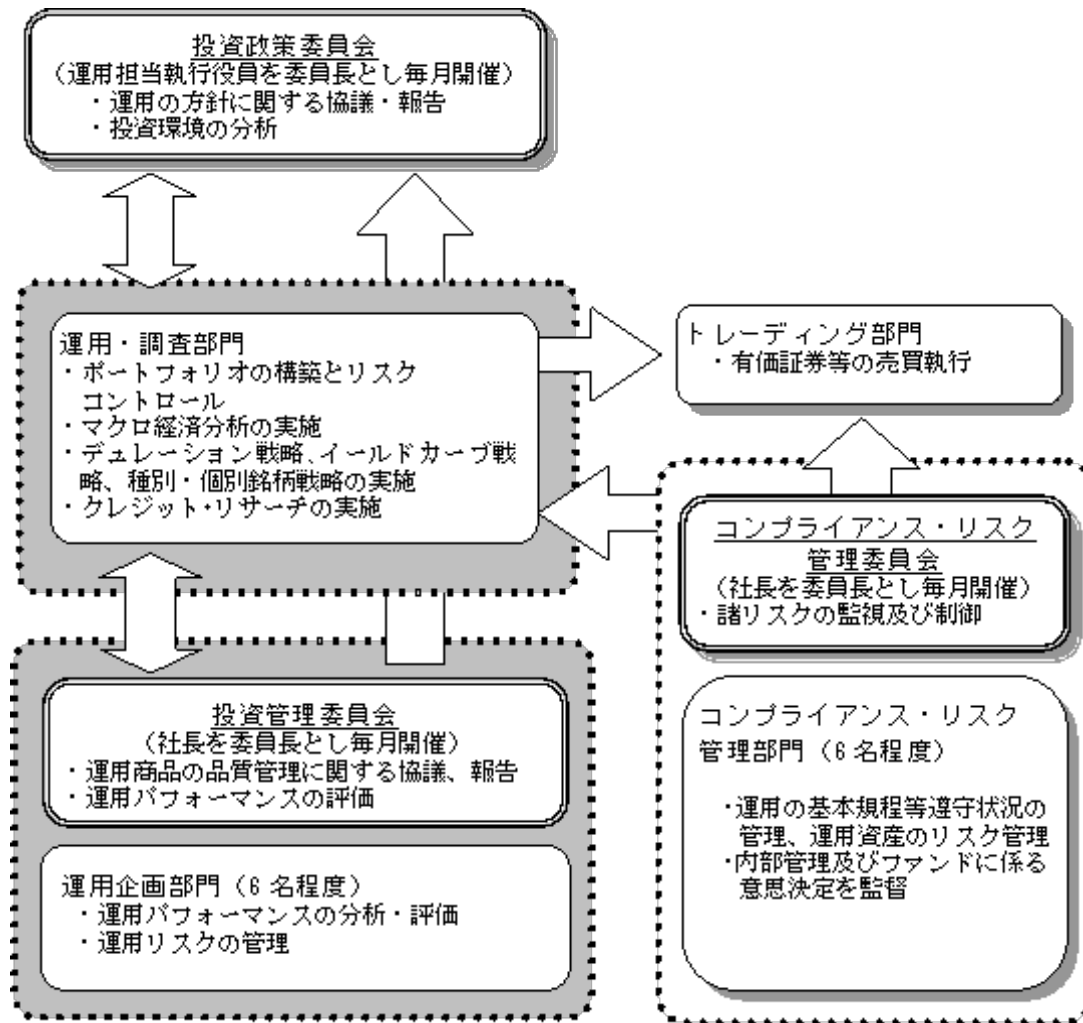 投資政策委員会
（運用担当執行役員を委員長とし毎月開催）
・運用の方針に関する協議・報告
・投資環境の分析
運用・調査部門
・ポートフォリオの構築とリスク
コントロール
・マクロ経済分析の実施
・デュレーション戦略、イールドカーブ戦
略、種別・個別銘柄戦略の実施
・クレジット・リサーチの実施
トレーディング部門
・有価証券等の売買執行
コンプライアンス・リスク
管理委員会
（社長を委員長とし毎月開催）
・諸リスクの監視及び制御
投資管理委員会
（社長を委員長とし毎月開催）
・運用商品の品質管理に関する協議、報告
・運用パフォーマンスの評価
運用企画部門（6名程度）
・運用パフォーマンスの分析・評価
・運用リスクの管理
コンプライアンス・リスク
管理部門（6名程度）
・運用の基本規程等遵守状況の
管理、運用資産のリスク管理
・内部管理及びファンドに係る
意思決定を監督